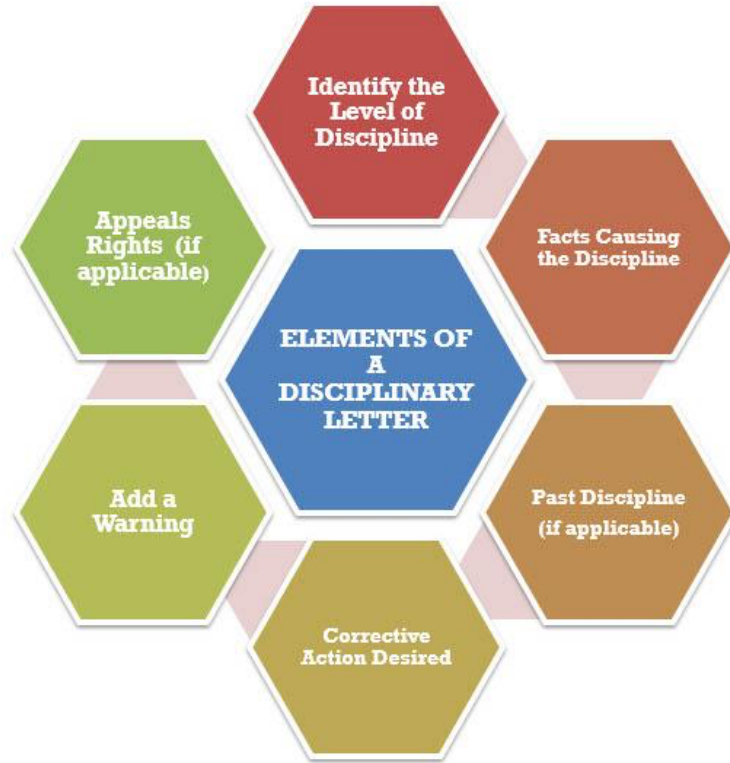 Identify the
Level of
Discipline
Facts Causing
the Discipline
Past Discipline
(if applicable)
Corrective
Action Desired
Add a
Warning
Appeals
Rights (if
applicable)
ELEMENTS OF
A
DISCIPLINARY
LETTER